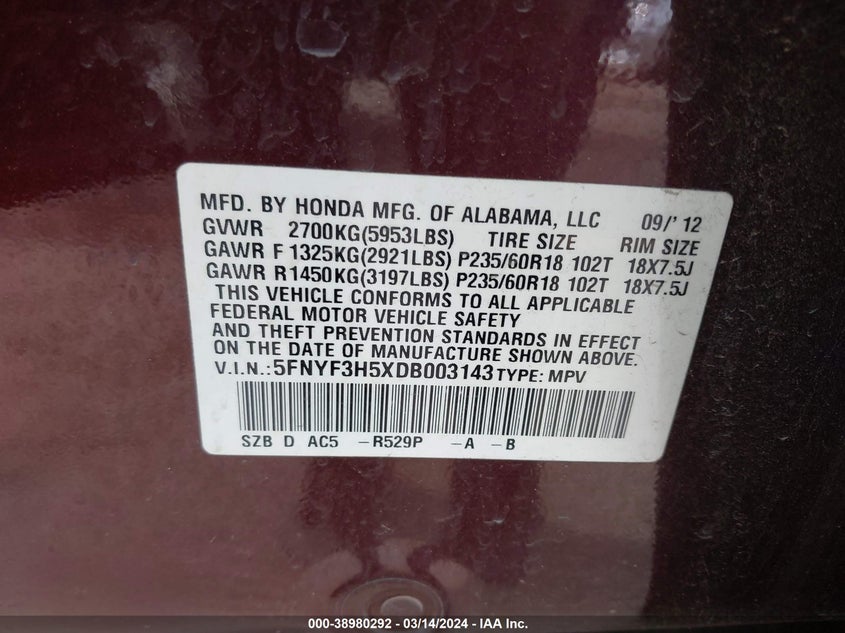 MFD. BY HONDA MFG. OF ALABAMA, LLC 09/' 12
GVWR 2700KG(5953LBS) TIRE SIZE RIM SIZE
GAWR F 1325KG(2921LBS) P235/60R18 102T 18X7.5J
GAWR R1450KG(3197LBS) P235/60R18 102T 18X7.5J
THIS VEHICLE CONFORMS TO ALL APPLICABLE
FEDERAL MOTOR VEHICLE SAFETY
AND THEFT PREVENTION STANDARDS IN EFFECT
ON THE DATE OF MANUFACTURE SHOWN ABOVE.
V.I.N.:5FNYF3H5XDB003143 TYPE: MPV
SZB D AC5 -R529P -A -B
000-38980292 - 03/14/2024 - IAA Inc.